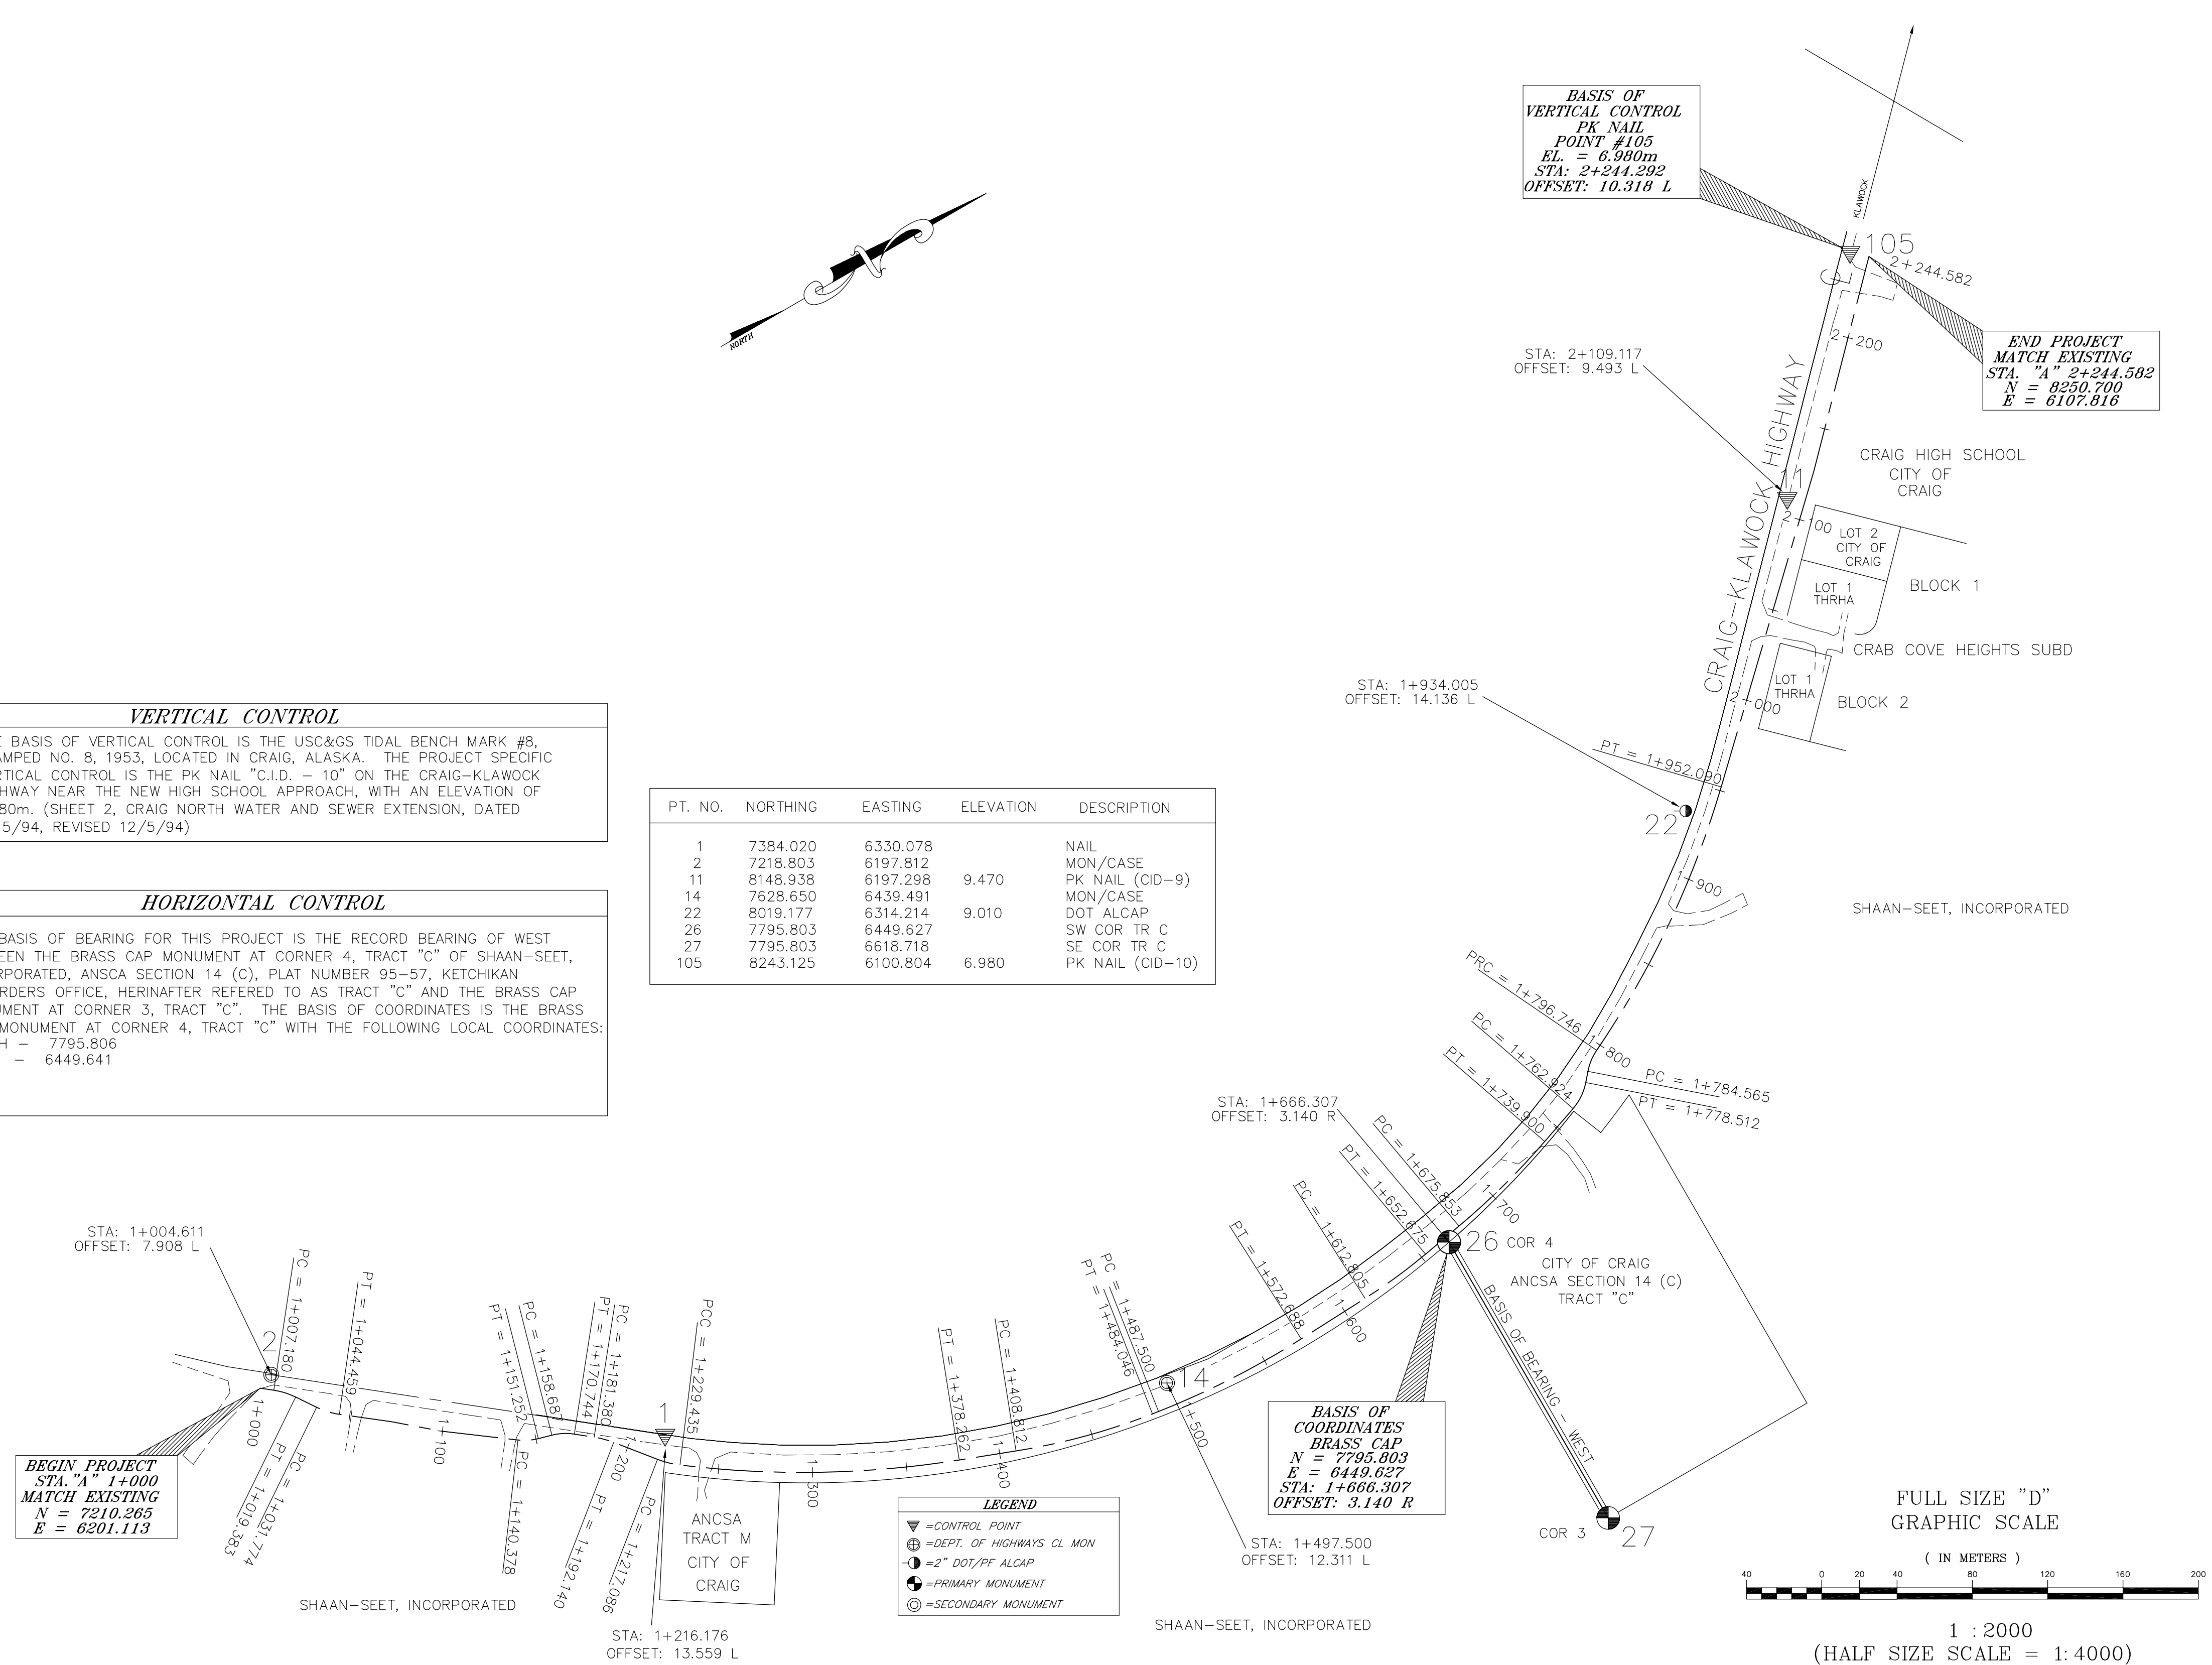 BASIS OF
VERTICAL CONTROL
PK NAIL
POINT #105
EL. = 6.980m
STA: 2+244.292
OFFSET: 10.318 L
KLAWOCK
105
2+244.582
NORTH
2+200
END PROJECT
MATCH EXISTING
STA. "A" 2+244.582
N = 8250.700
E = 6107.816
STA: 2+109.117
OFFSET: 9.493 L
CRAIG-KLAWOCK HIGHWAY
11
CRAIG HIGH SCHOOL
CITY OF
CRAIG
2+100
LOT 2
CITY OF
CRAIG
LOT 1
THRHA
BLOCK 1
CRAB COVE HEIGHTS SUBD
LOT 1
THRHA
BLOCK 2
2+000
STA: 1+934.005
OFFSET: 14.136 L
PT = 1+952.090
22
1+900
SHAAN-SEET, INCORPORATED
VERTICAL CONTROL
BASIS OF VERTICAL CONTROL IS THE USC&GS TIDAL BENCH MARK #8,
NO. 8, 1953, LOCATED IN CRAIG, ALASKA. THE PROJECT SPECIFIC
CONTROL IS THE PK NAIL "C.I.D. - 10" ON THE CRAIG-KLAWOCK
NEAR THE NEW HIGH SCHOOL APPROACH, WITH AN ELEVATION OF
80m. (SHEET 2, CRAIG NORTH WATER AND SEWER EXTENSION, DATED
5/94, REVISED 12/5/94)
HORIZONTAL CONTROL
BASIS OF BEARING FOR THIS PROJECT IS THE RECORD BEARING OF WEST
EEN THE BRASS CAP MONUMENT AT CORNER 4, TRACT "C" OF SHAAN-SEET,
RPORATED, ANSCA SECTION 14 (C), PLAT NUMBER 95-57, KETCHIKAN
RDERS OFFICE, HERINAFTER REFERED TO AS TRACT "C" AND THE BRASS CAP
UMENT AT CORNER 3, TRACT "C". THE BASIS OF COORDINATES IS THE BRASS
MONUMENT AT CORNER 4, TRACT "C" WITH THE FOLLOWING LOCAL COORDINATES:
H - 7795.806
- 6449.641
PT. NO. NORTHING EASTING ELEVATION DESCRIPTION
1 7384.020 6330.078 NAIL
2 7218.803 6197.812 MON/CASE
11 8148.938 6197.298 9.470 PK NAIL (CID-9)
14 7628.650 6439.491 MON/CASE
22 8019.177 6314.214 9.010 DOT ALCAP
26 7795.803 6449.627 SW COR TR C
27 7795.803 6618.718 SE COR TR C
105 8243.125 6100.804 6.980 PK NAIL (CID-10)
PRC = 1+796.746
PC = 1+762.924
PT = 1+739.900
1+800
PC = 1+784.565
PT = 1+778.512
STA: 1+666.307
OFFSET: 3.140 R
PC = 1+675.853
PT = 1+652.675
PC = 1+612.805
PT = 1+572.688
1+700
26 COR 4
CITY OF CRAIG
ANCSA SECTION 14 (C)
TRACT "C"
BASIS OF BEARING - WEST
1+600
STA: 1+004.611
OFFSET: 7.908 L
2
PC = 1+007.180
PT = 1+044.459
PT = 1+151.252
PC = 1+158.687
PT = 1+170.744
PC = 1+181.380
1
PCC = 1+229.435
PT = 1+378.262
PC = 1+408.812
PC = 1+487.500
PT = 1+484.046
14
1+500
1+000
PT = 1+019.383
PC = 1+031.774
1+100
PC = 1+140.378
1+200
PT = 1+192.140
PC = 1+217.086
1+300
1+400
BEGIN PROJECT
STA."A" 1+000
MATCH EXISTING
N = 7210.265
E = 6201.113
BASIS OF
COORDINATES
BRASS CAP
N = 7795.803
E = 6449.627
STA: 1+666.307
OFFSET: 3.140 R
ANCSA
TRACT M
CITY OF
CRAIG
LEGEND
=CONTROL POINT
=DEPT. OF HIGHWAYS CL MON
=2" DOT/PF ALCAP
=PRIMARY MONUMENT
=SECONDARY MONUMENT
STA: 1+497.500
OFFSET: 12.311 L
COR 3
27
SHAAN-SEET, INCORPORATED
STA: 1+216.176
OFFSET: 13.559 L
SHAAN-SEET, INCORPORATED
FULL SIZE "D"
GRAPHIC SCALE
( IN METERS )
40 0 20 40 80 120 160 200
1 : 2000
(HALF SIZE SCALE = 1:4000)